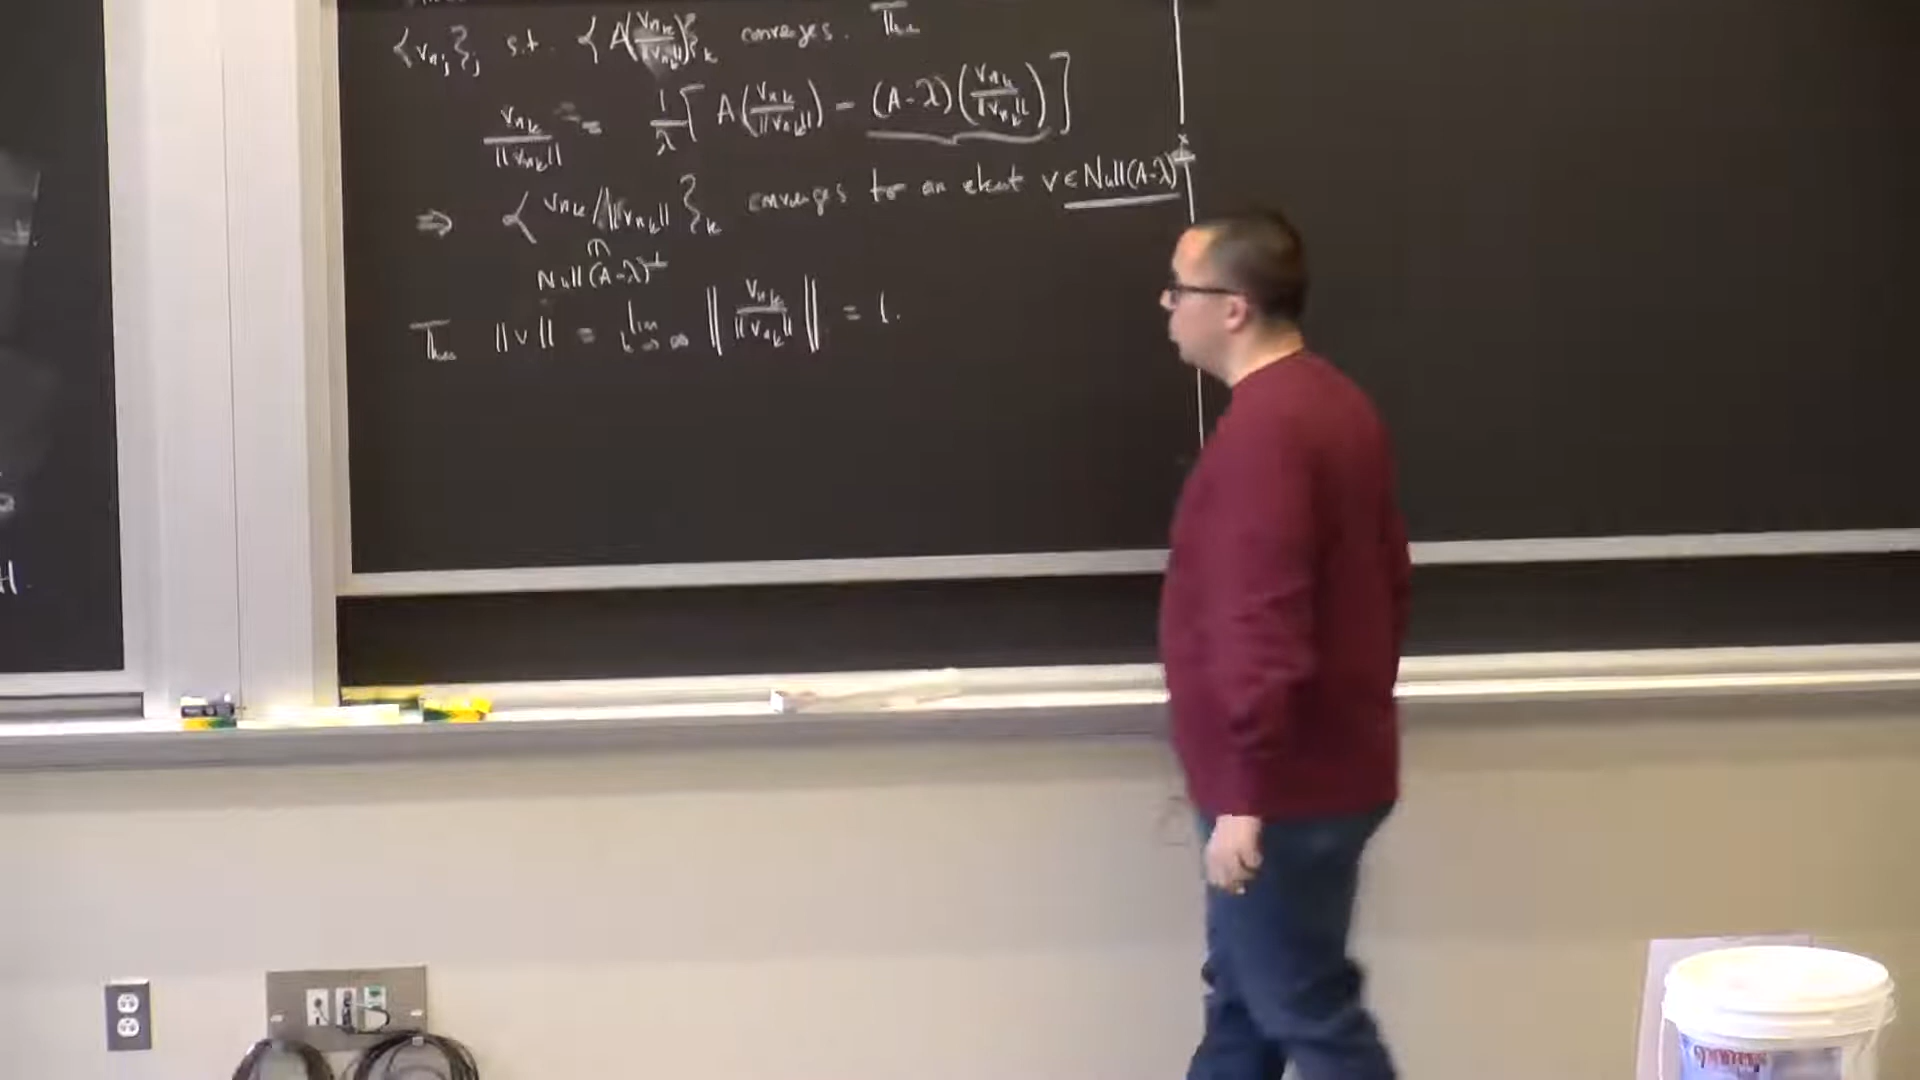 {v_{n_j}}_j s.t. {A(v_{n_k}/||v_{n_k}||)}_k converges. Then
v_{n_k}/||v_{n_k}|| = 1/λ [A(v_{n_k}/||v_{n_k}||) - (A-λ)(v_{n_k}/||v_{n_k}||)]
⇒ {v_{n_k}/||v_{n_k}||}_k converges to an element v ∈ Null(A-λ)^⊥
∈
Null(A-λ)^⊥
Then ||v|| = lim_{k→∞} ||v_{n_k}/||v_{n_k}|| || = 1.
H.